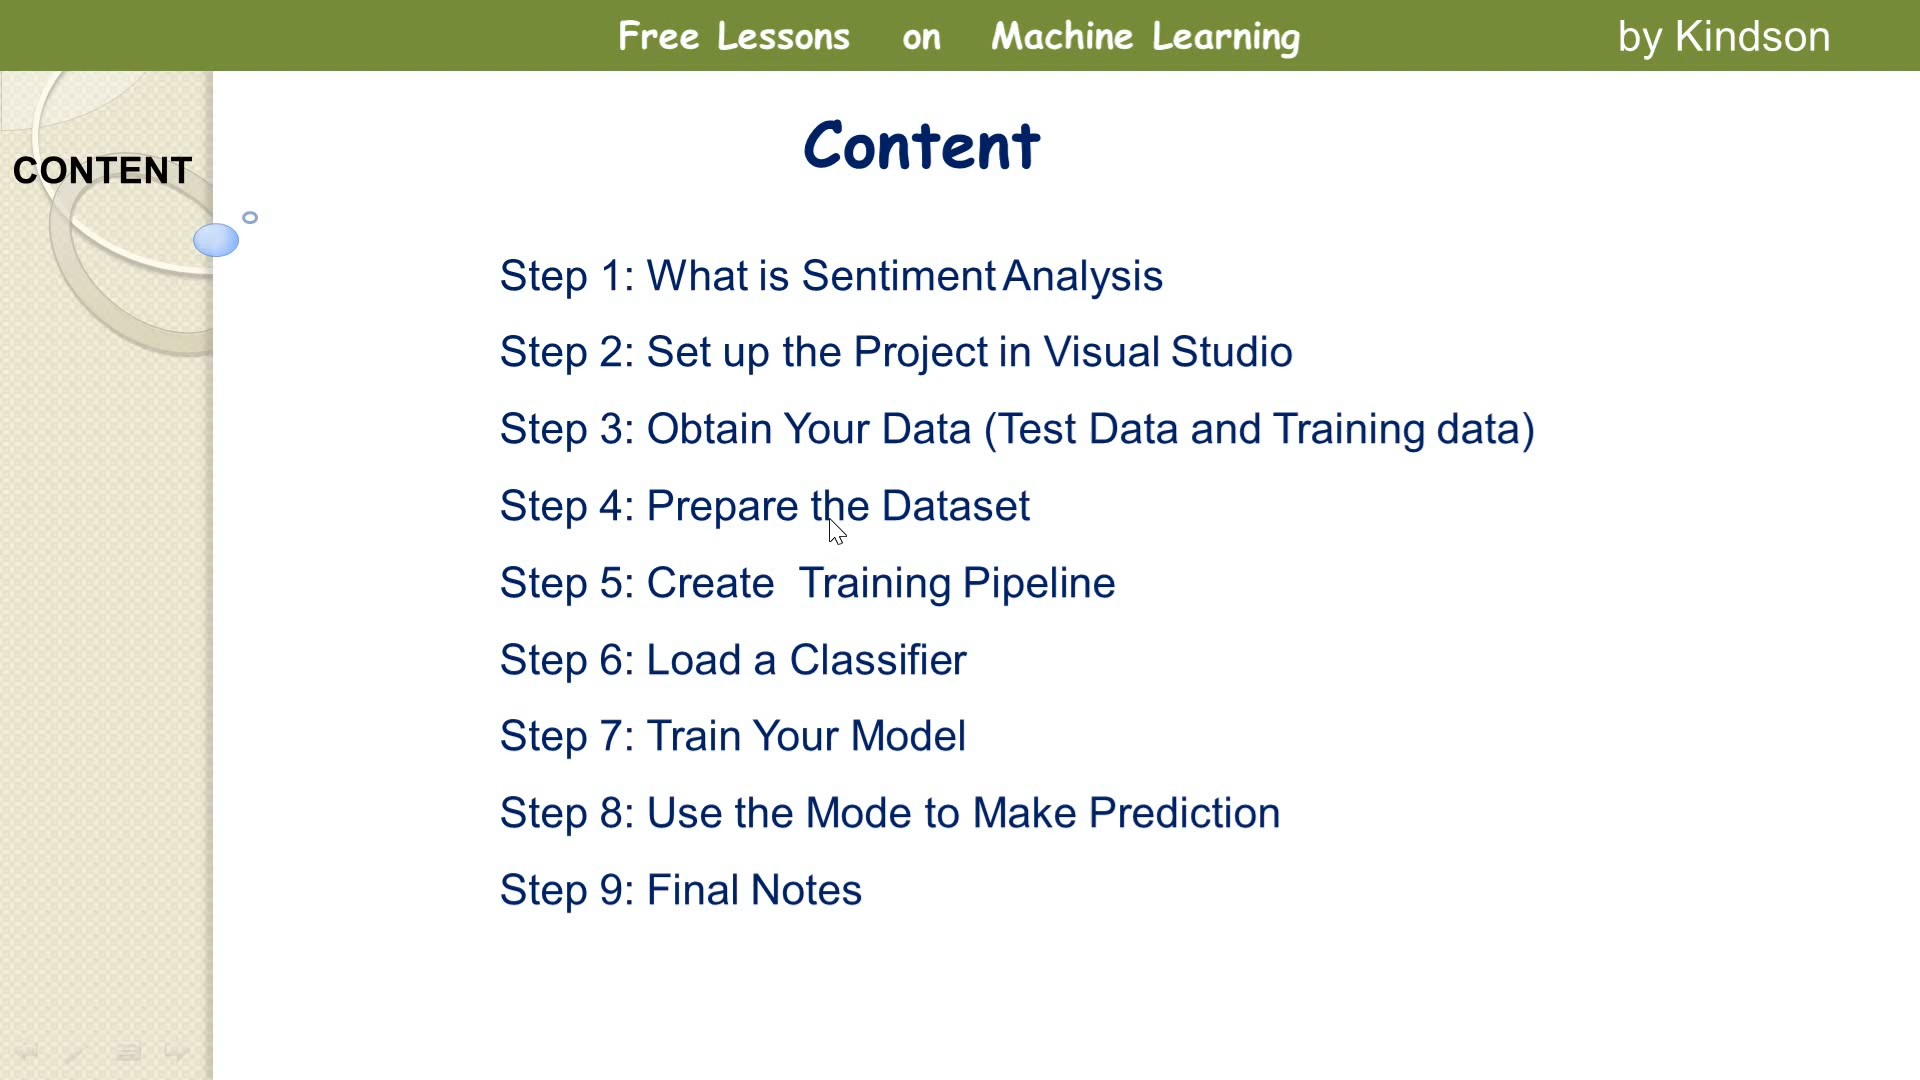 Free Lessons on Machine Learning by Kindson
CONTENT
Content
Step 1: What is Sentiment Analysis
Step 2: Set up the Project in Visual Studio
Step 3: Obtain Your Data (Test Data and Training data)
Step 4: Prepare the Dataset
Step 5: Create  Training Pipeline
Step 6: Load a Classifier
Step 7: Train Your Model
Step 8: Use the Mode to Make Prediction
Step 9: Final Notes